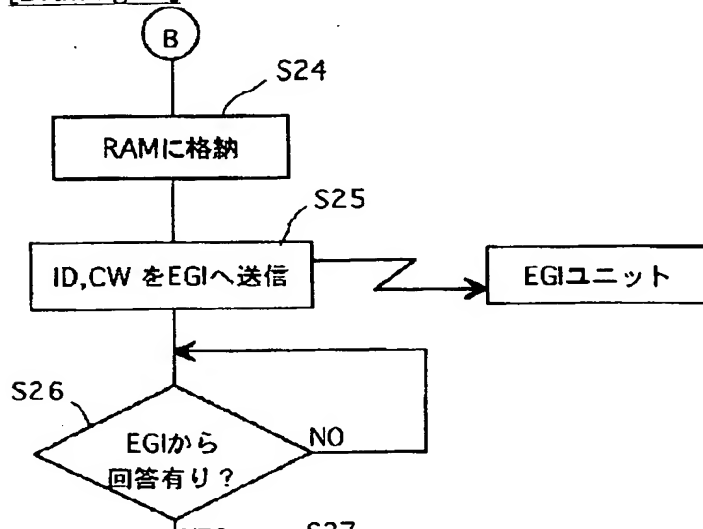 B
S24
RAMに格納
S25
ID,CW をEGIへ送信
EGIユニット
S26
EGIから
回答有り？
NO
S27